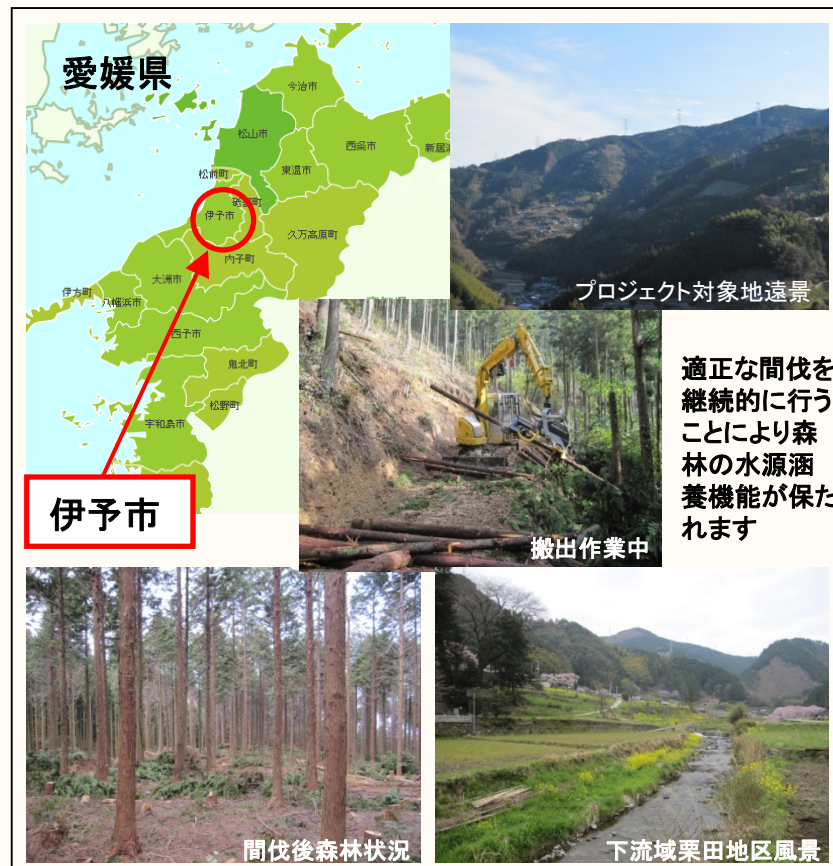 愛媛県
今治市
松山市
西条市
新居
東温市
松前町
砥部町
伊予市
久万高原町
内子町
大洲市
伊方町
八幡浜市
西予市
鬼北町
松野町
宇和島市
伊予市
プロジェクト対象地遠景
搬出作業中
適正な間伐を
継続的に行う
ことにより森
林の水源涵
養機能が保た
れます
間伐後森林状況
下流域栗田地区風景